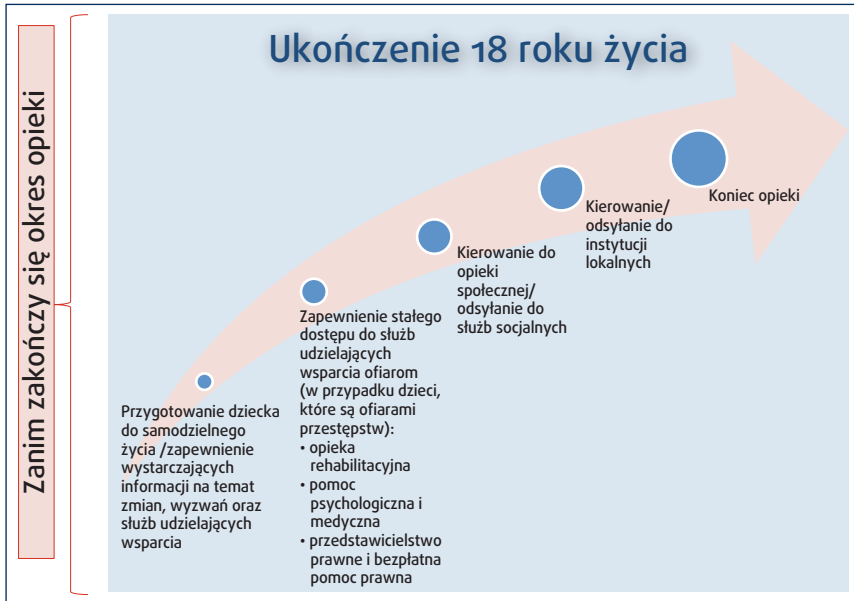 Zanim zakończy się okres opieki
Ukończenie 18 roku życia
Przygotowanie dziecka
do samodzielnego
życia /zapewnienie
wystarczających
informacji na temat
zmian, wyzwań oraz
służb udzielających
wsparcia
Zapewnienie stałego
dostępu do służb
udzielających
wsparcia ofiarom
(w przypadku dzieci,
które są ofiarami
przestępstw):
• opieka
rehabilitacyjna
• pomoc
psychologiczna i
medyczna
• przedstawicielstwo
prawne i bezpłatna
pomoc prawna
Kierowanie do
opieki
społecznej/
odsyłanie do
służb socjalnych
Kierowanie/
odsyłanie do
instytucji
lokalnych
Koniec opieki